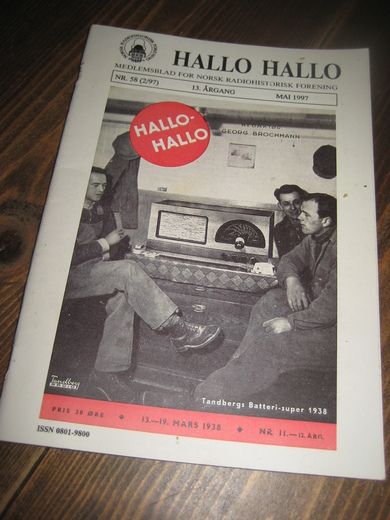 HALLO HALLO
MEDLEMSBLAD FOR NORSK RADIOHISTORISK FORENING
NR. 58 (2/97) 13. ÅRGANG MAI 1997
REDAKTØR
GEORG BROCHMANN
HALLO-
HALLO
Tandberg
RADIO
Tandbergs Batteri-super 1938
PRIS 30 ØRE ◆ 13.—19. MARS 1938 ◆ NR. 11.— 12. ÅRG.
ISSN 0801-9800